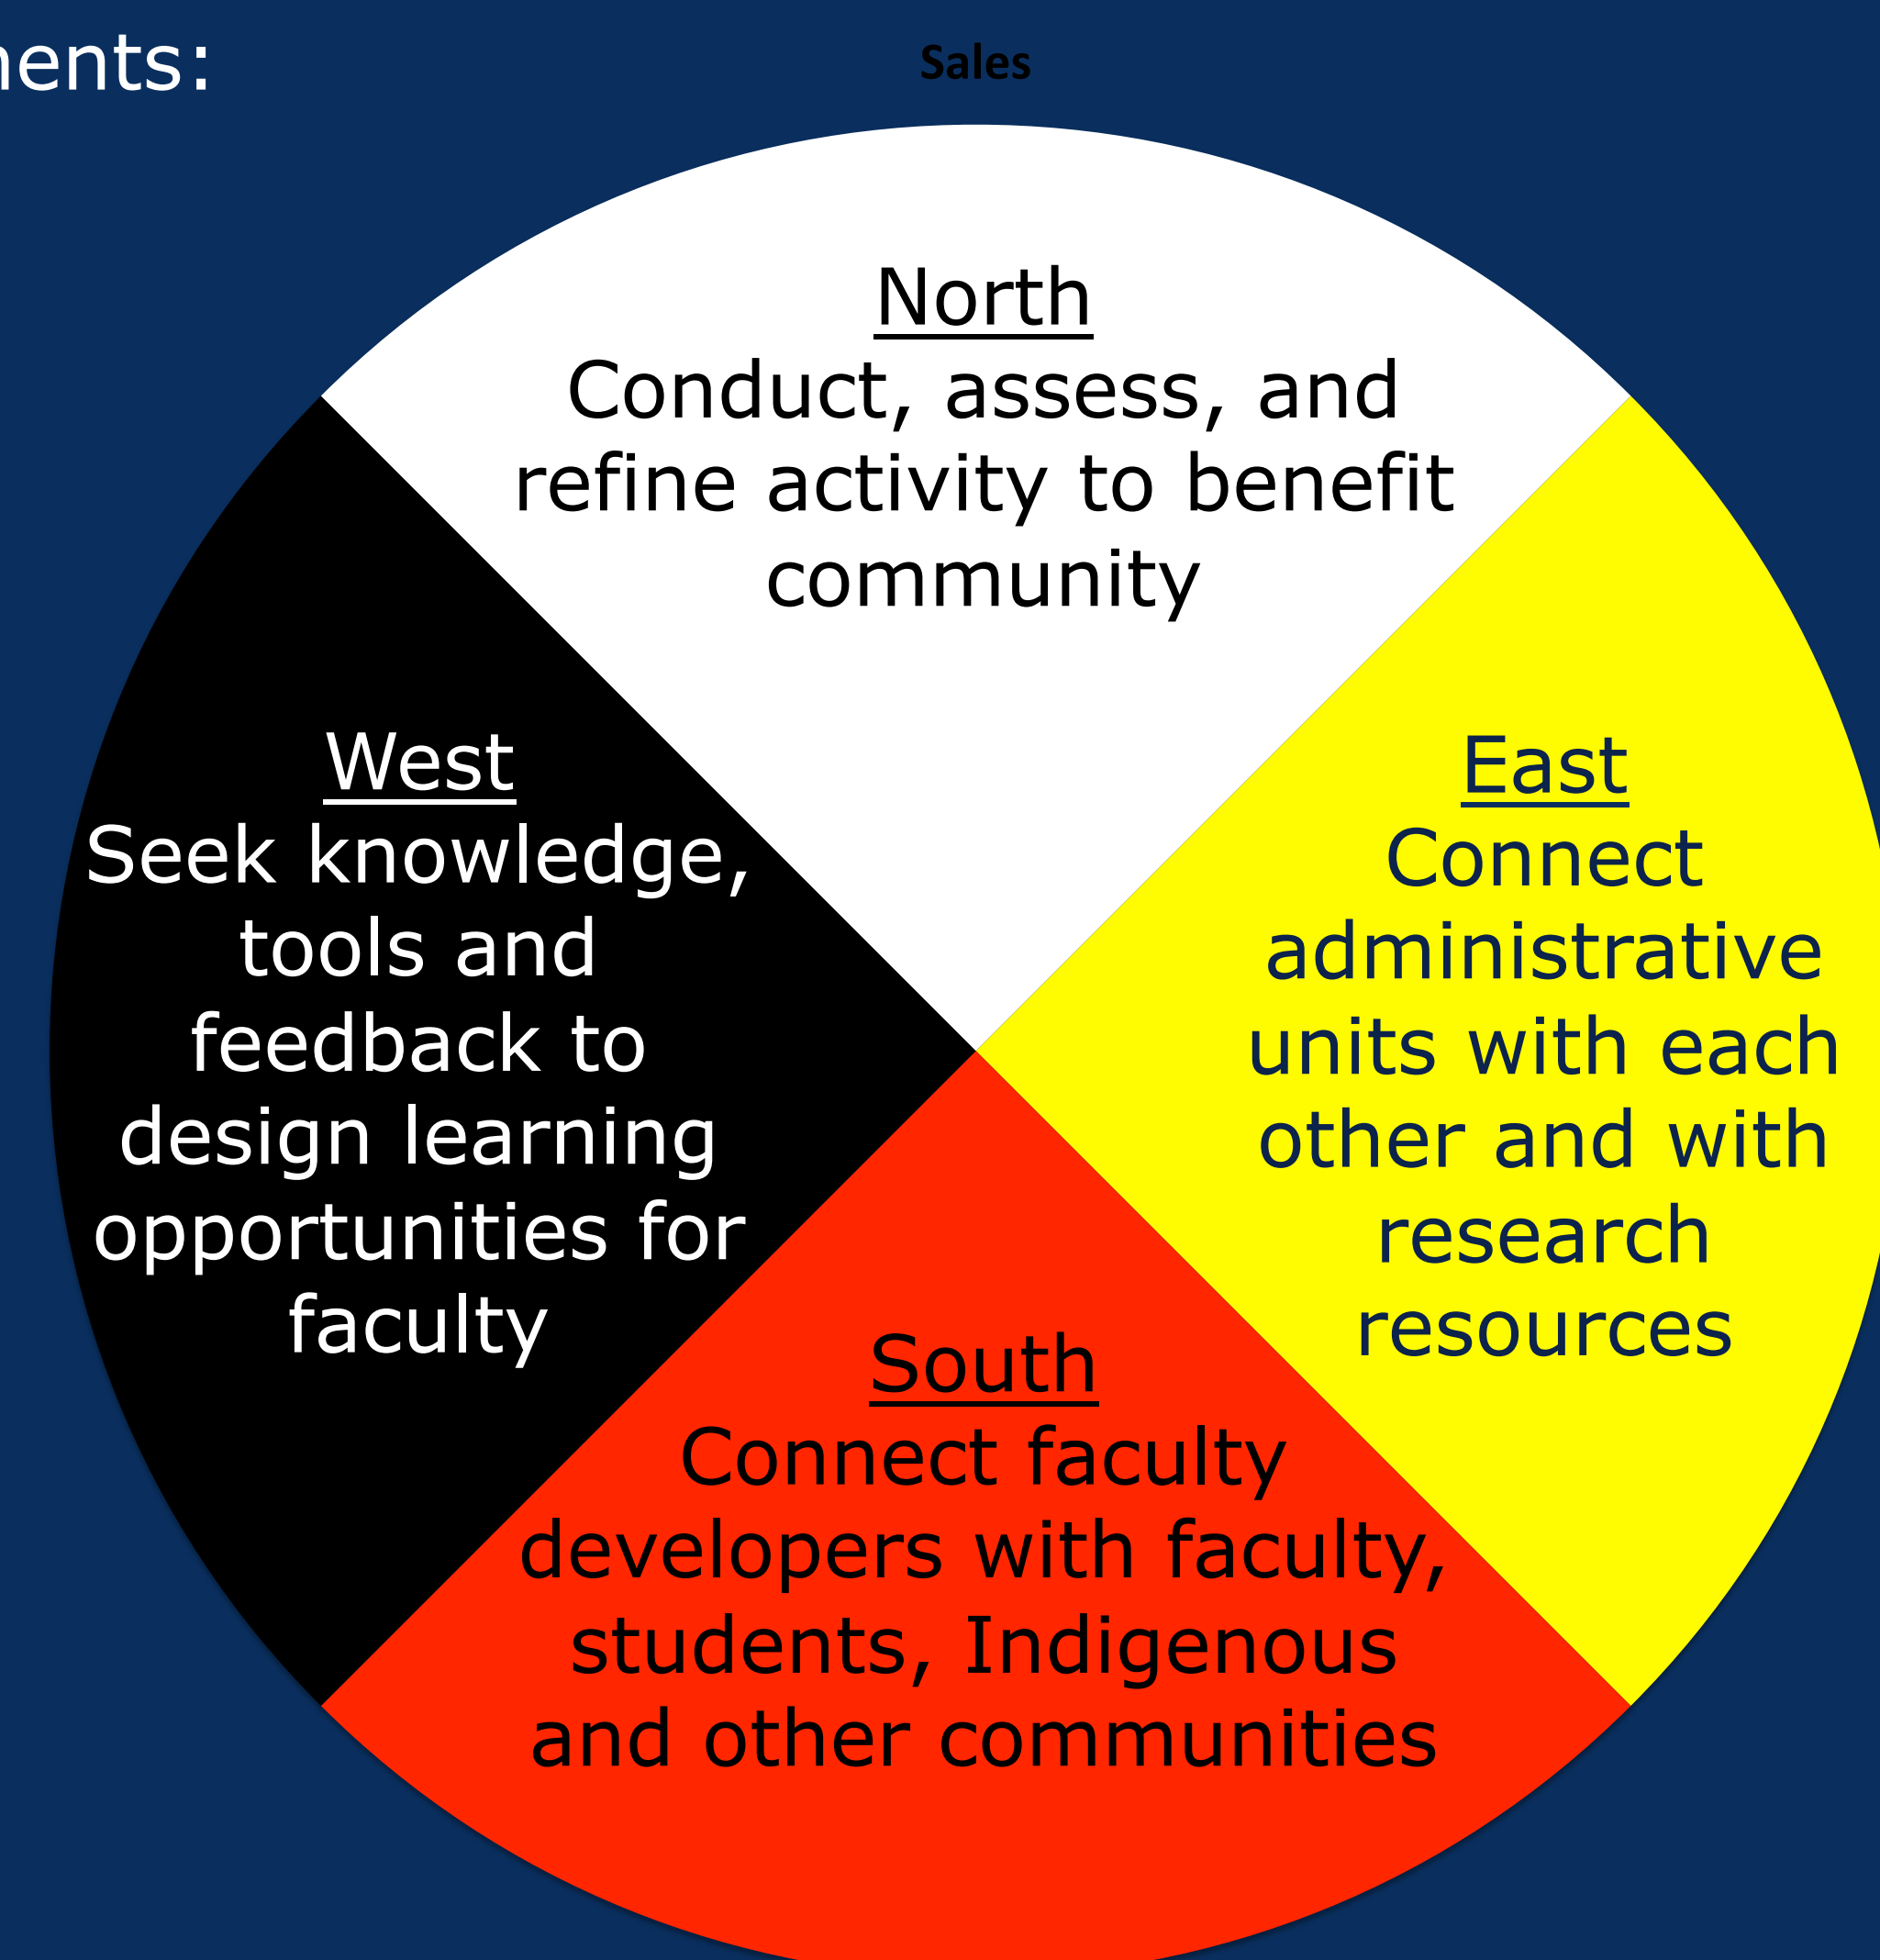 Sales
North
Conduct, assess, and
refine activity to benefit
community
West
Seek knowledge,
tools and
feedback to
design learning
opportunities for
faculty
East
Connect
administrative
units with each
other and with
research
resources
South
Connect faculty
developers with faculty,
students, Indigenous
and other communities